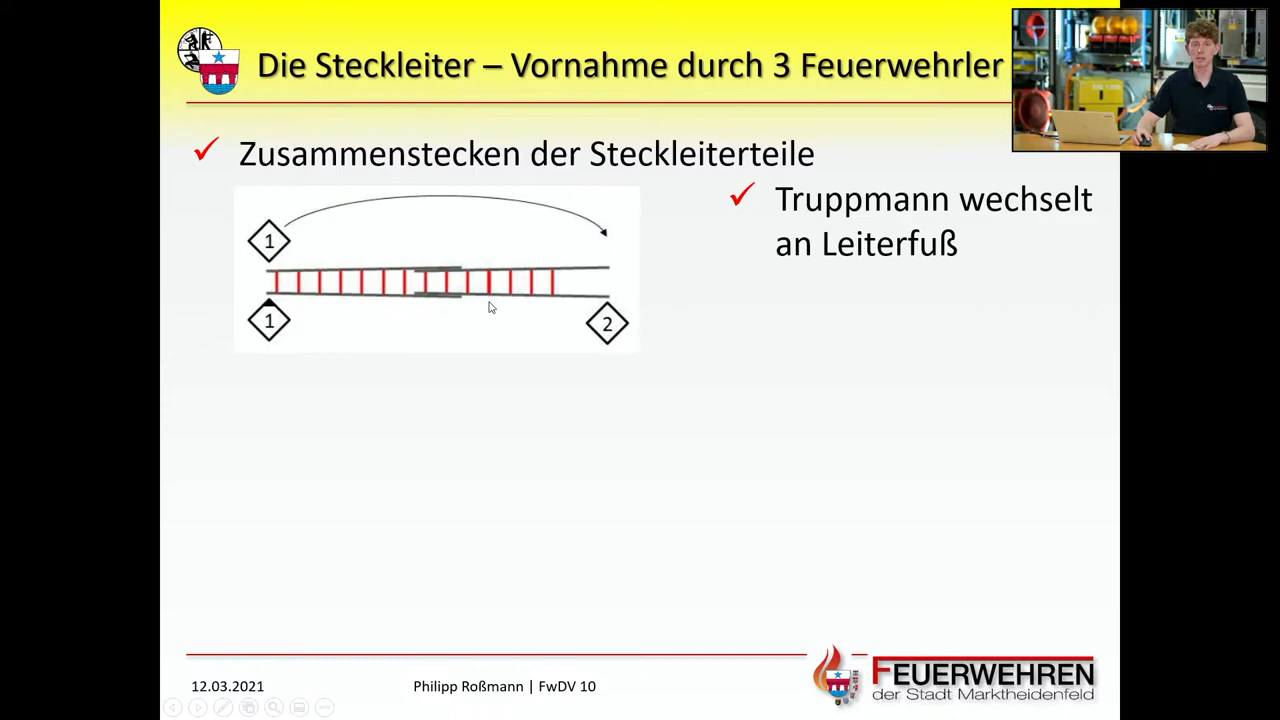 Die Steckleiter – Vornahme durch 3 Feuerwehrler
Zusammenstecken der Steckleiterteile
Truppmann wechselt
an Leiterfuß
1
1
2
12.03.2021
Philipp Roßmann | FwDV 10
FEUERWEHREN
der Stadt Marktheidenfeld